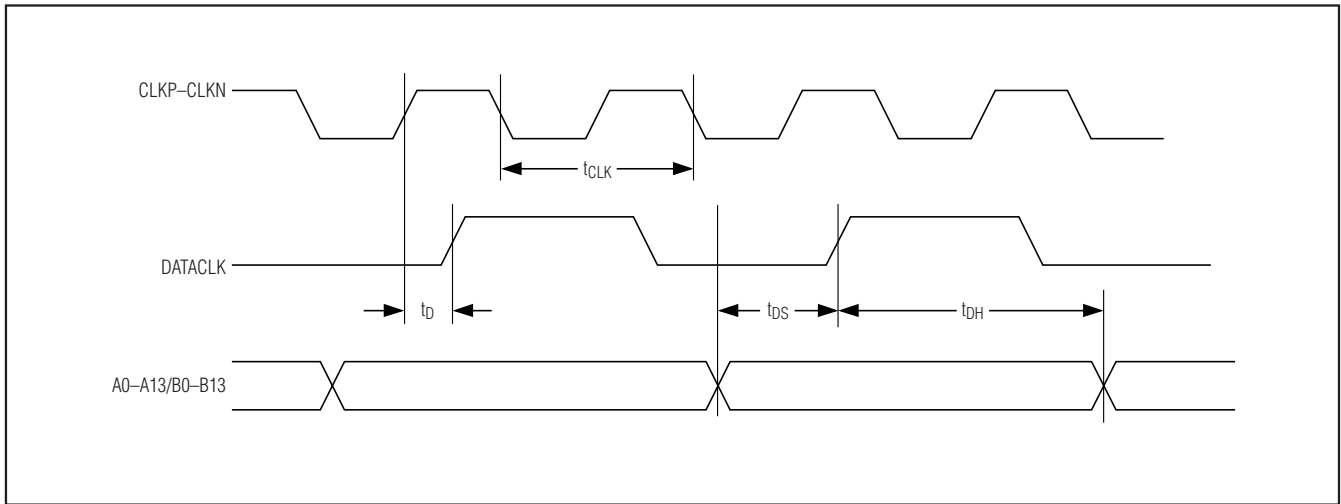 CLKP–CLKN
tCLK
DATACLK
tD
tDS
tDH
A0–A13/B0–B13